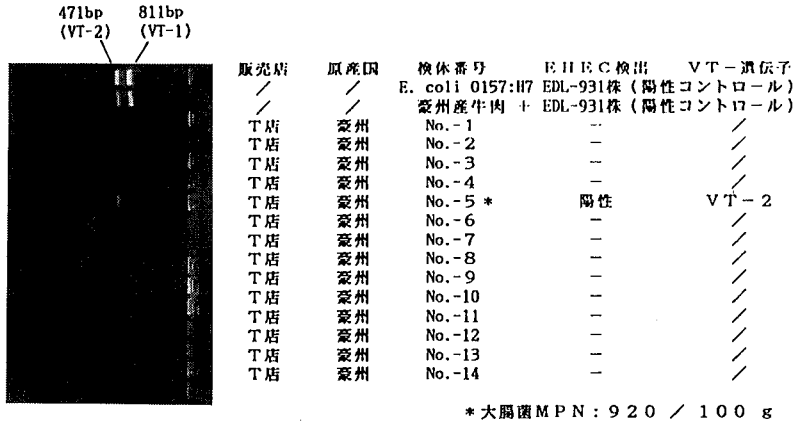 471bp 811bp
(VT-2) (VT-1)
販売店 原産国 検体番号 EHEC検出 VT-遺伝子
／ ／ E. coli O157:H7 EDL-931株(陽性コントロール)
／ ／ 豪州産牛肉 + EDL-931株(陽性コントロール)
T店 豪州 No.-1 - ／
T店 豪州 No.-2 - ／
T店 豪州 No.-3 - ／
T店 豪州 No.-4 - ／
T店 豪州 No.-5 * 陽性 VT-2
T店 豪州 No.-6 - ／
T店 豪州 No.-7 - ／
T店 豪州 No.-8 - ／
T店 豪州 No.-9 - ／
T店 豪州 No.-10 - ／
T店 豪州 No.-11 - ／
T店 豪州 No.-12 - ／
T店 豪州 No.-13 - ／
T店 豪州 No.-14 - ／
*大腸菌MPN:920 ／ 100 g